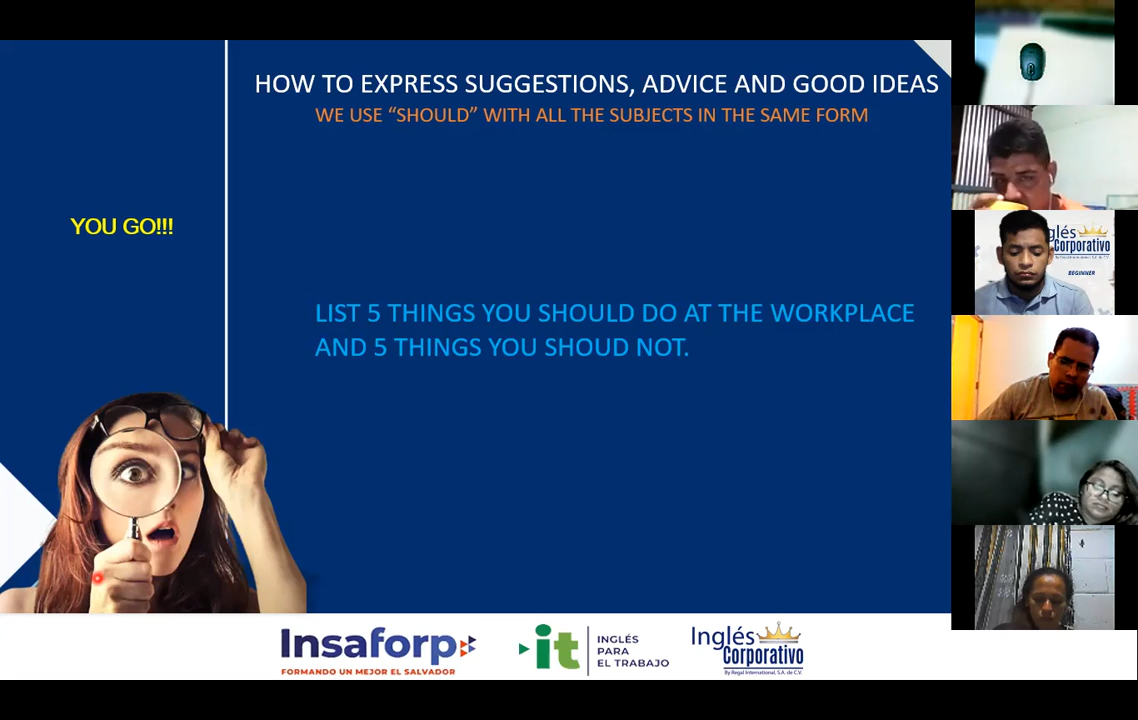 HOW TO EXPRESS SUGGESTIONS, ADVICE AND GOOD IDEAS
WE USE “SHOULD” WITH ALL THE SUBJECTS IN THE SAME FORM
YOU GO!!!
LIST 5 THINGS YOU SHOULD DO AT THE WORKPLACE
AND 5 THINGS YOU SHOUD NOT.
Insaforp
FORMANDO UN MEJOR EL SALVADOR
it
INGLÉS
PARA
EL TRABAJO
Inglés
Corporativo
By Regal International, S.A. de C.V.
glés
Corporativo
BEGINNER